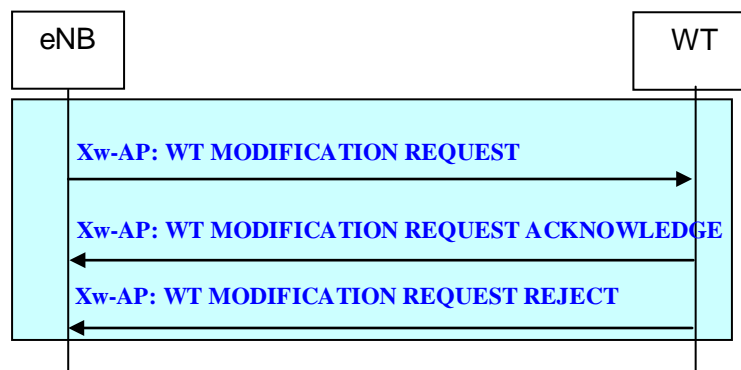 eNB
WT
Xw-AP: WT MODIFICATION REQUEST
Xw-AP: WT MODIFICATION REQUEST ACKNOWLEDGE
Xw-AP: WT MODIFICATION REQUEST REJECT